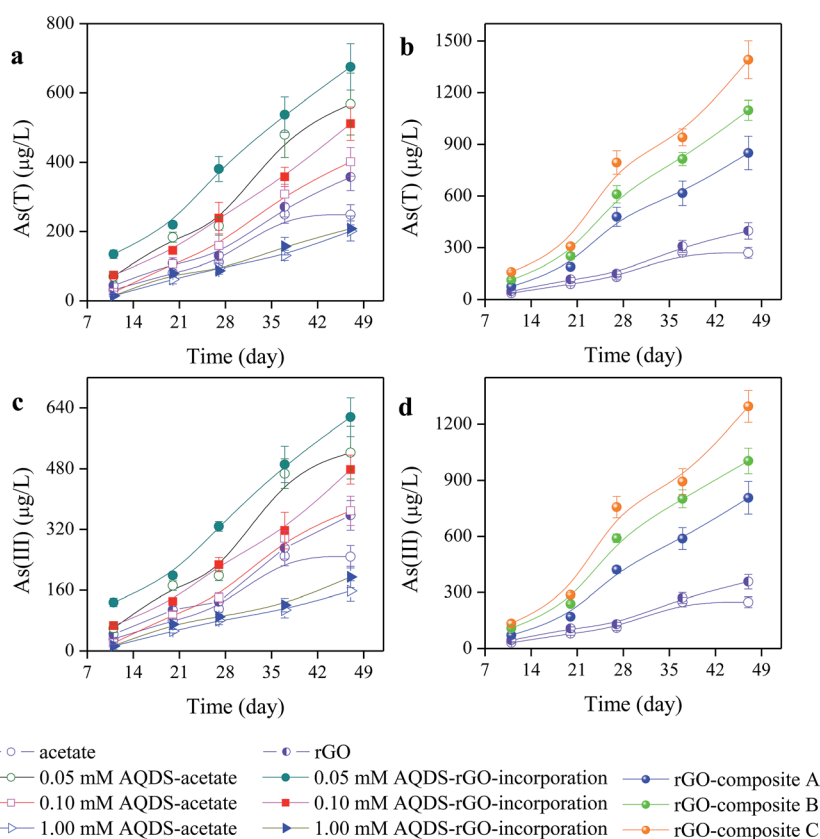 a
As(T) (µg/L)
800
600
400
200
0
7 14 21 28 35 42 49
Time (day)
b
As(T) (µg/L)
1500
1200
900
600
300
0
7 14 21 28 35 42 49
Time (day)
c
As(III) (µg/L)
640
480
320
160
0
7 14 21 28 35 42 49
Time (day)
d
As(III) (µg/L)
1200
900
600
300
0
7 14 21 28 35 42 49
Time (day)
acetate
rGO
0.05 mM AQDS-acetate
0.05 mM AQDS-rGO-incorporation
rGO-composite A
0.10 mM AQDS-acetate
0.10 mM AQDS-rGO-incorporation
rGO-composite B
1.00 mM AQDS-acetate
1.00 mM AQDS-rGO-incorporation
rGO-composite C